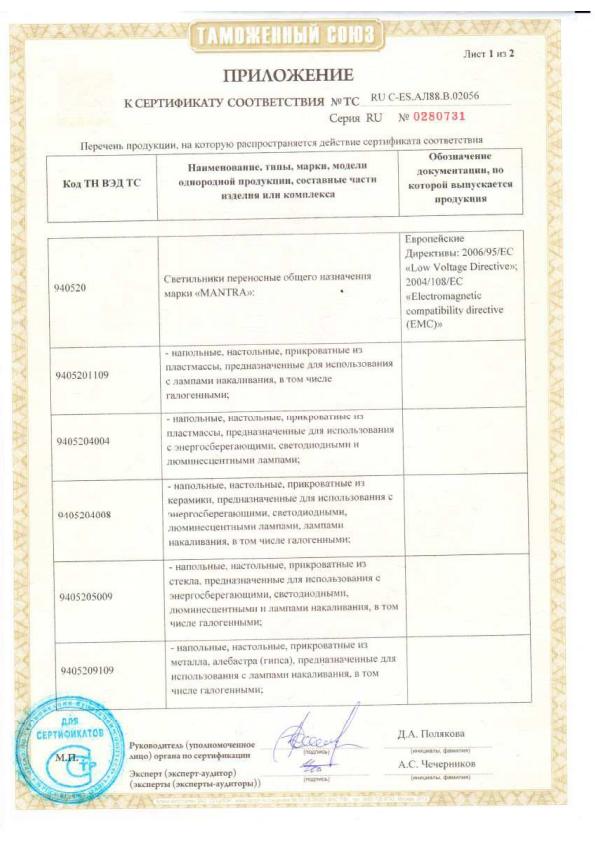 ТАМОЖЕННЫЙ СОЮЗ
Лист 1 из 2
ПРИЛОЖЕНИЕ
К СЕРТИФИКАТУ СООТВЕТСТВИЯ №ТС RU С-ES.АЛ88.В.02056
Серия RU № 0280731
Перечень продукции, на которую распространяется действие сертификата соответствия
Код ТН ВЭД ТС
Наименование, типы, марки, модели
однородной продукции, составные части
изделия или комплекса
Обозначение
документации, по
которой выпускается
продукция
940520
Светильники переносные общего назначения
марки «MANTRA»:
Европейские
Директивы: 2006/95/ЕС
«Low Voltage Directive»;
2004/108/ЕС
«Electromagnetic
compatibility directive
(EMC)»
9405201109
- напольные, настольные, прикроватные из
пластмассы, предназначенные для использования
с лампами накаливания, в том числе
галогенными;
9405204004
- напольные, настольные, прикроватные из
пластмассы, предназначенные для использования
с энергосберегающими, светодиодными и
люминесцентными лампами;
9405204008
- напольные, настольные, прикроватные из
керамики, предназначенные для использования с
энергосберегающими, светодиодными,
люминесцентными лампами, лампами
накаливания, в том числе галогенными;
9405205009
- напольные, настольные, прикроватные из
стекла, предназначенные для использования с
энергосберегающими, светодиодными,
люминесцентными и лампами накаливания, в том
числе галогенными;
9405209109
- напольные, настольные, прикроватные из
металла, алебастра (гипса), предназначенные для
использования с лампами накаливания, в том
числе галогенными;
ДЛЯ
СЕРТИФИКАТОВ
ТР
М.П.
Руководитель (уполномоченное
лицо) органа по сертификации
(подпись)
Д.А. Полякова
(инициалы, фамилия)
Эксперт (эксперт-аудитор)
(эксперты (эксперты-аудиторы))
(подпись)
А.С. Чечерников
(инициалы, фамилия)